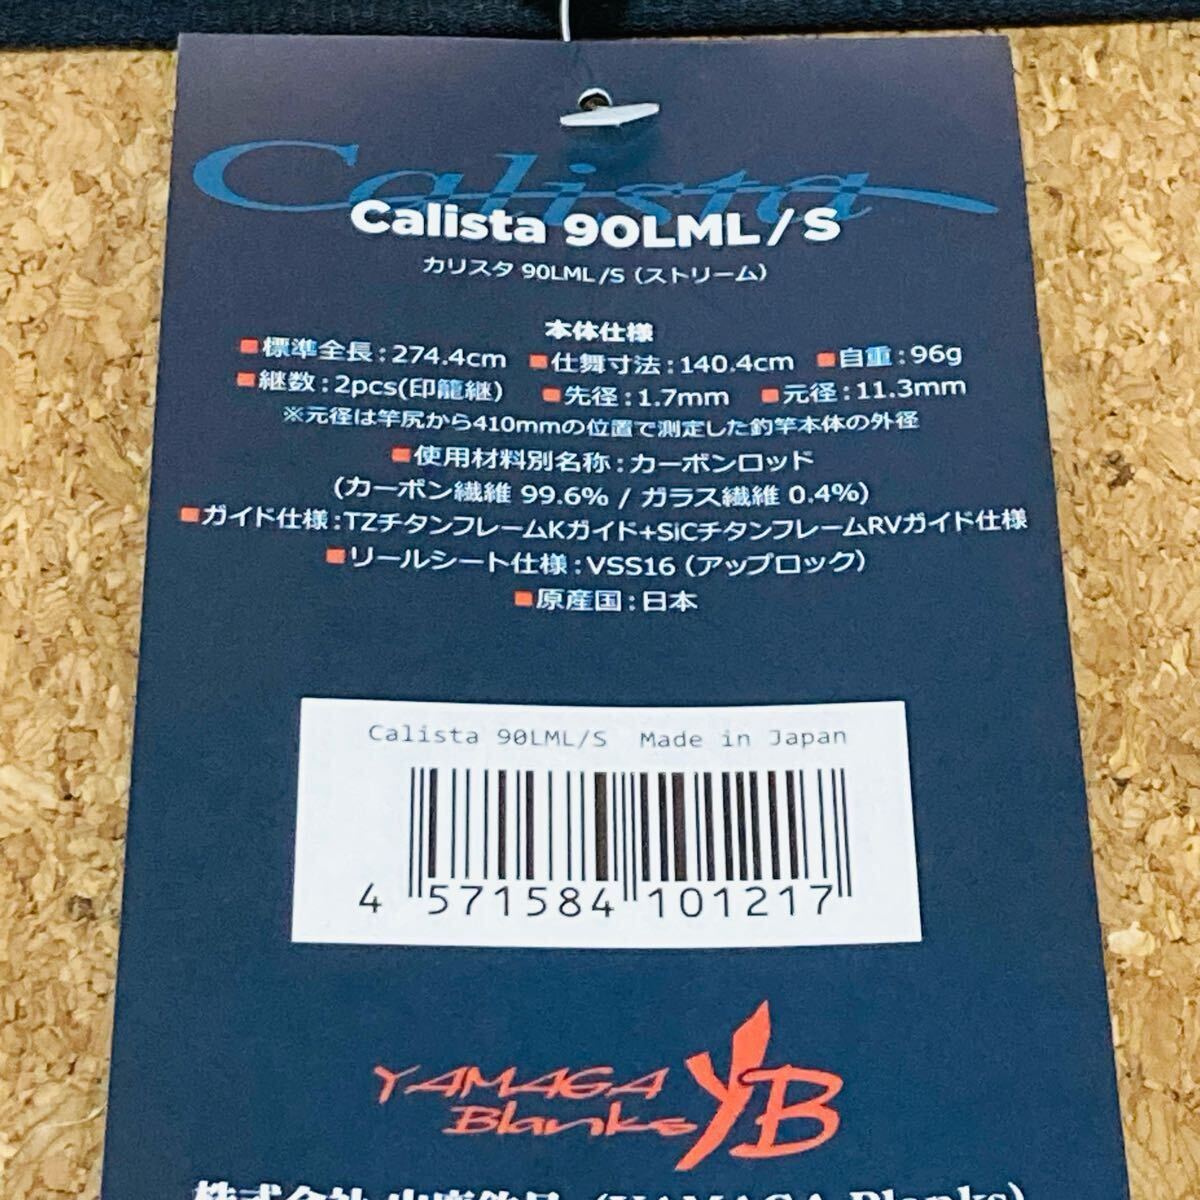 Calista
Calista 90LML/S
カリスタ 90LML/S（ストリーム）
本体仕様
■標準全長:274.4cm ■仕舞寸法:140.4cm ■自重:96g
■継数:2pcs(印籠継) ■先径:1.7mm ■元径:11.3mm
※元径は竿尻から410mmの位置で測定した釣竿本体の外径
■使用材料別名称:カーボンロッド
(カーボン繊維 99.6% / ガラス繊維 0.4%)
■ガイド仕様:TZチタンフレームKガイド+SiCチタンフレームRVガイド仕様
■リールシート仕様:VSS16（アップロック）
■原産国:日本
Calista 90LML/S Made in Japan
4 571584 101217
YAMAGA
Blanks
YB
株式会社 (YAMAGA Blanks)